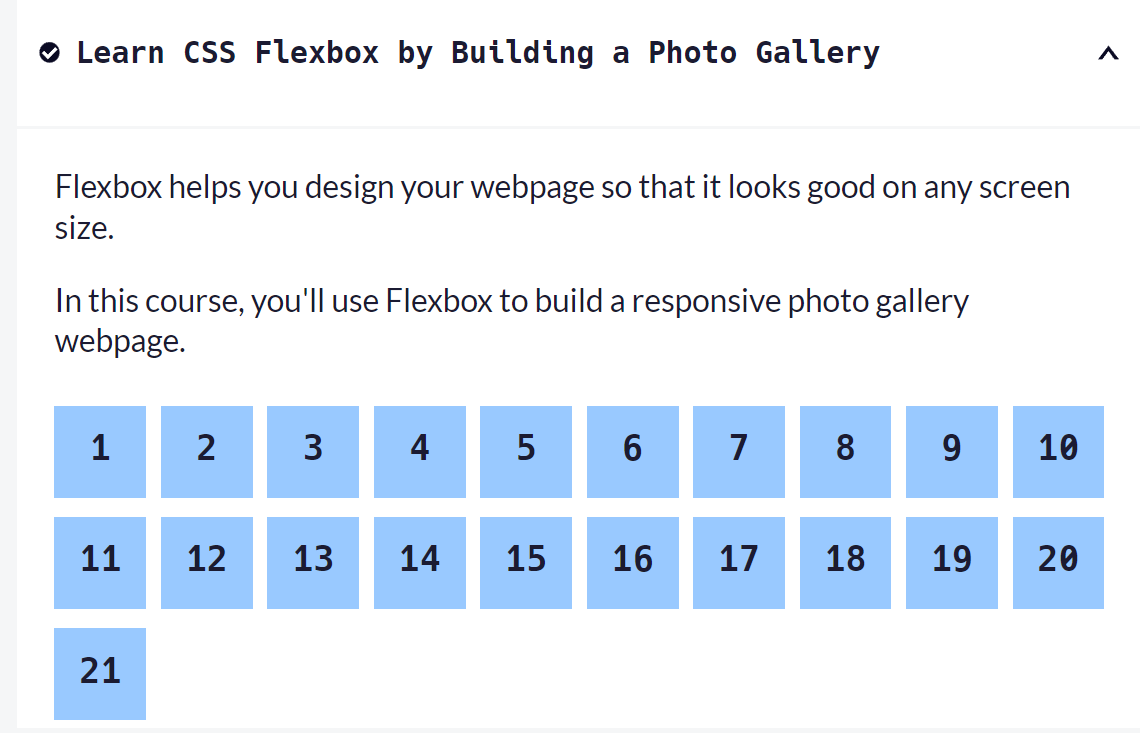 Learn CSS Flexbox by Building a Photo Gallery
Flexbox helps you design your webpage so that it looks good on any screen
size.
In this course, you'll use Flexbox to build a responsive photo gallery
webpage.
1 2 3 4 5 6 7 8 9 10
11 12 13 14 15 16 17 18 19 20
21